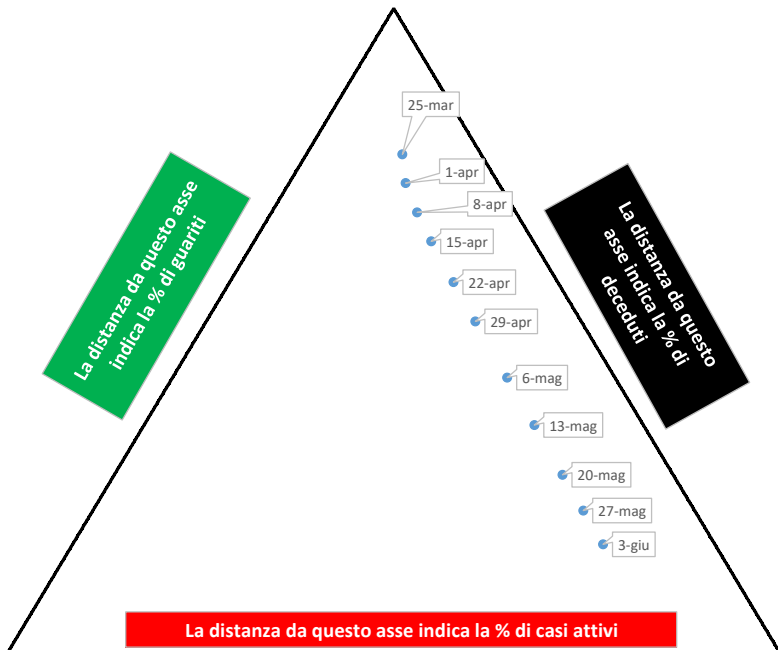 25-mar
1-apr
8-apr
15-apr
22-apr
29-apr
6-mag
13-mag
20-mag
27-mag
3-giu
La distanza da questo asse
indica la % di guariti
La distanza da questo
asse indica la % di
deceduti
La distanza da questo asse indica la % di casi attivi